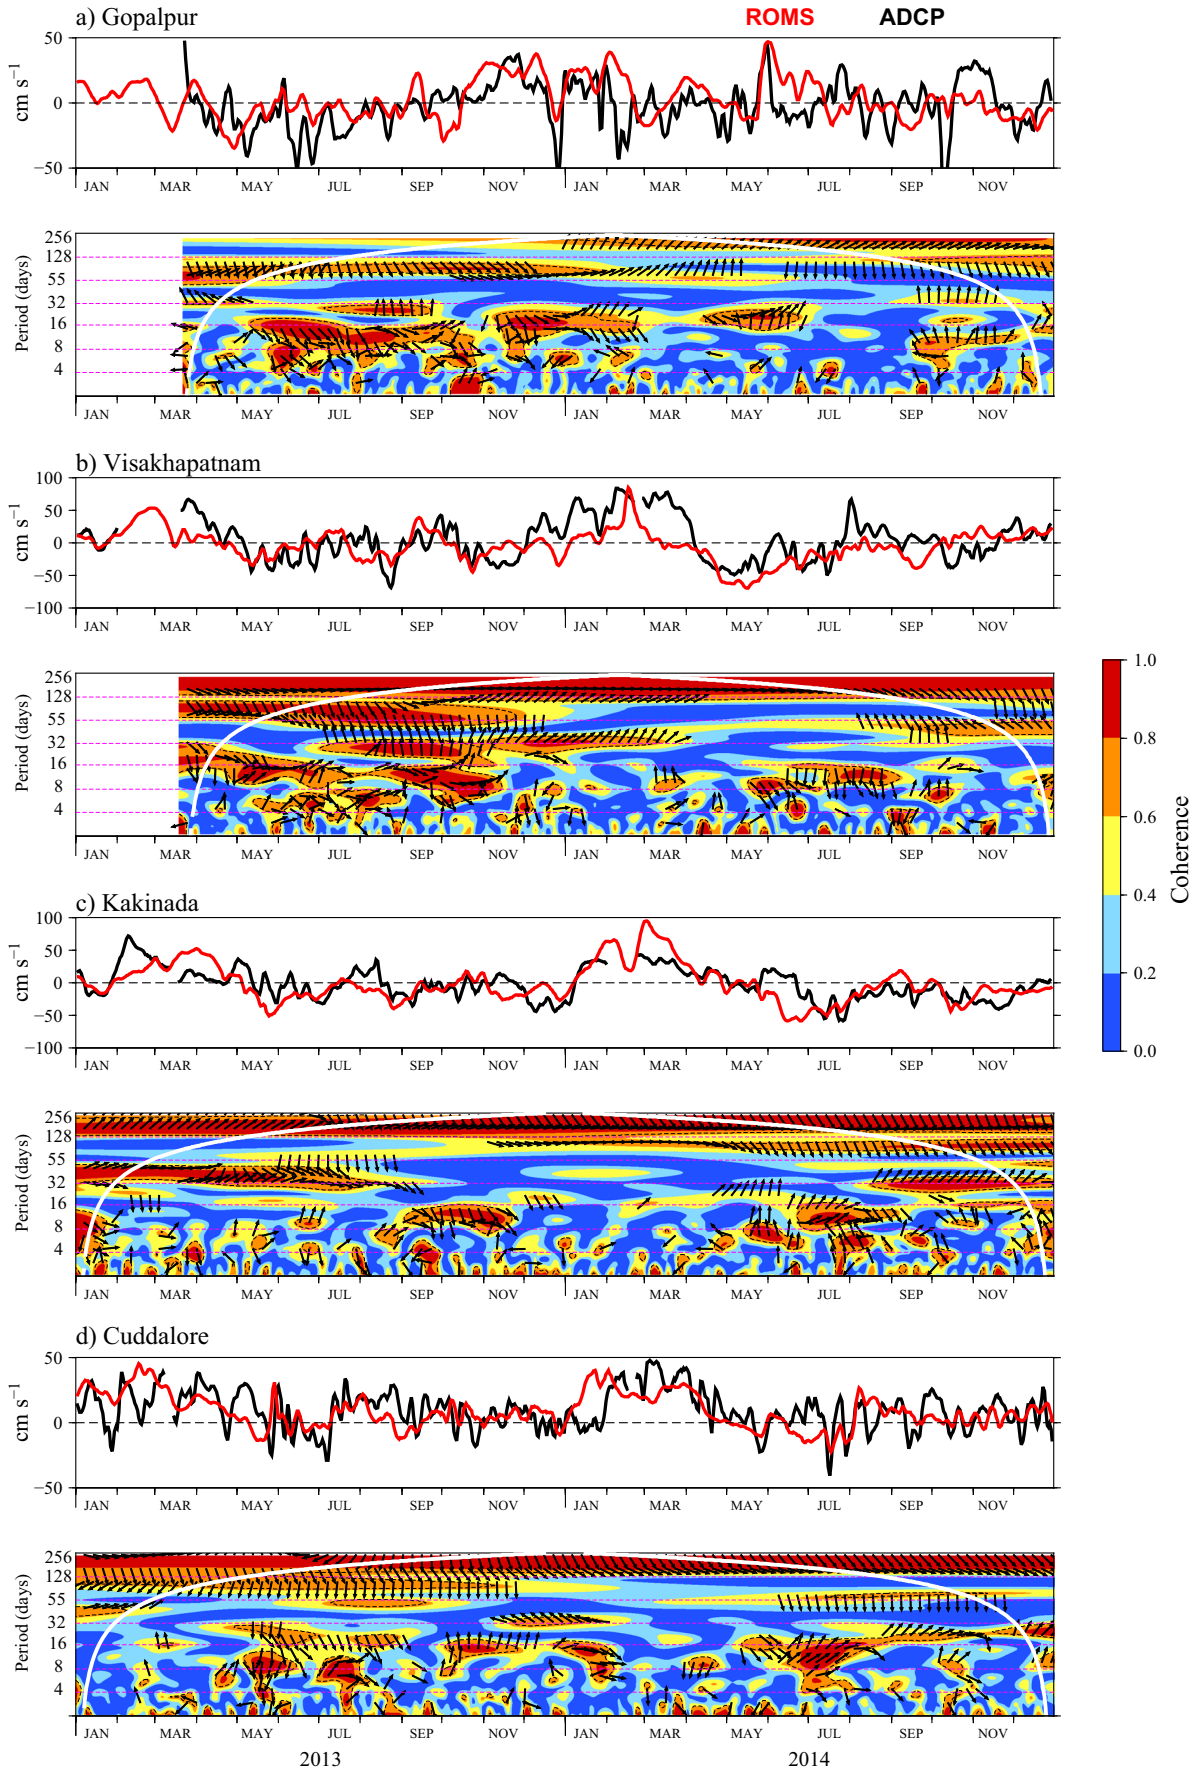 a) Gopalpur ROMS ADCP
50
0
−50
cm s−1
JAN MAR MAY JUL SEP NOV JAN MAR MAY JUL SEP NOV
256
128
55
32
16
8
4
Period (days)
JAN MAR MAY JUL SEP NOV JAN MAR MAY JUL SEP NOV
b) Visakhapatnam
100
50
0
−50
−100
cm s−1
JAN MAR MAY JUL SEP NOV JAN MAR MAY JUL SEP NOV
256
128
55
32
16
8
4
Period (days)
JAN MAR MAY JUL SEP NOV JAN MAR MAY JUL SEP NOV
1.0
0.8
0.6
0.4
0.2
0.0
Coherence
c) Kakinada
100
50
0
−50
−100
cm s−1
JAN MAR MAY JUL SEP NOV JAN MAR MAY JUL SEP NOV
256
128
55
32
16
8
4
Period (days)
JAN MAR MAY JUL SEP NOV JAN MAR MAY JUL SEP NOV
d) Cuddalore
50
0
−50
cm s−1
JAN MAR MAY JUL SEP NOV JAN MAR MAY JUL SEP NOV
256
128
55
32
16
8
4
Period (days)
JAN MAR MAY JUL SEP NOV JAN MAR MAY JUL SEP NOV
2013 2014